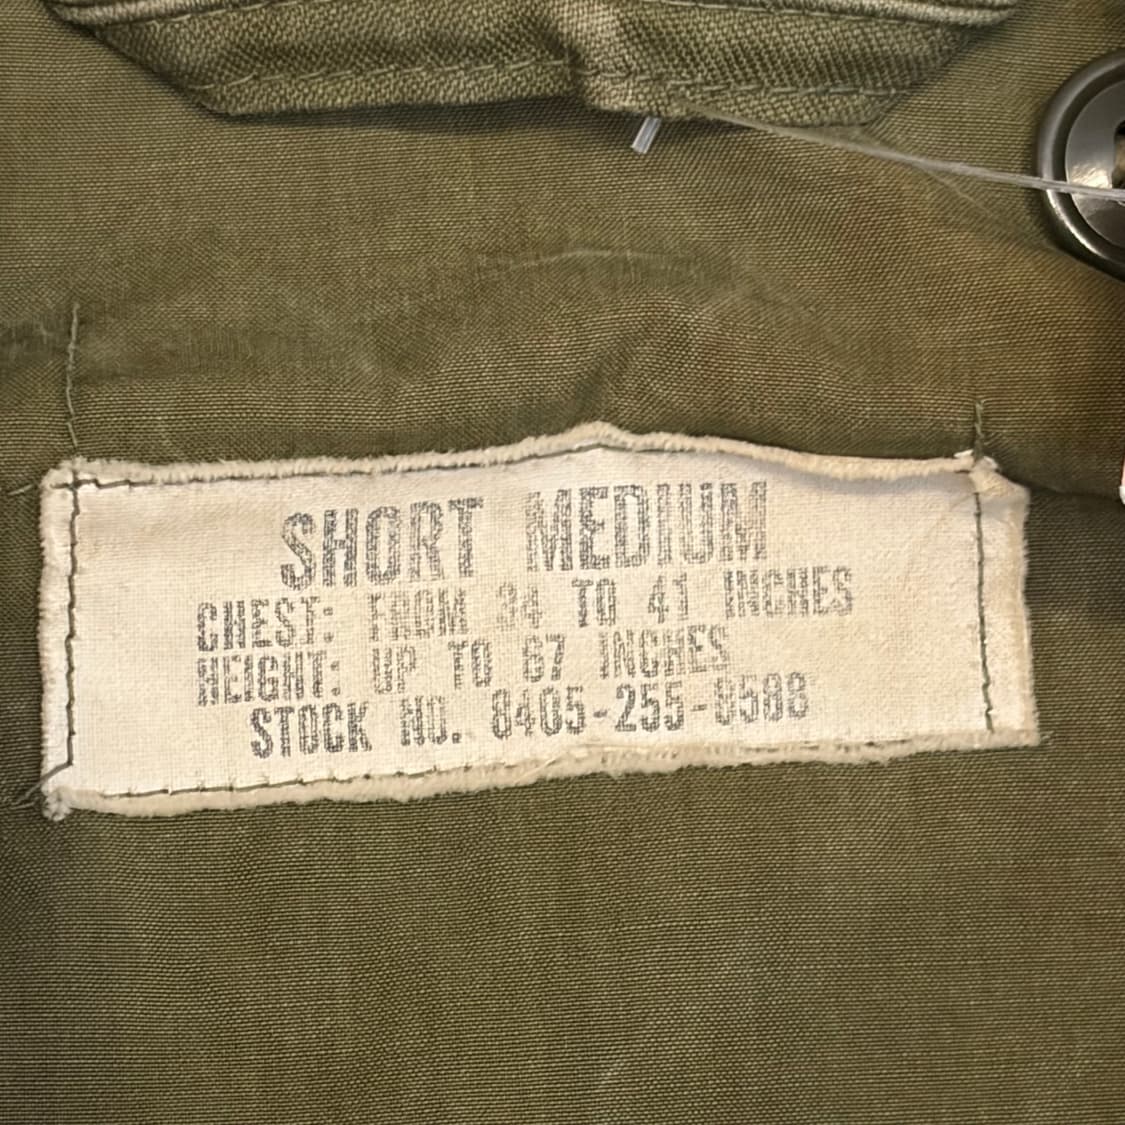 SHORT MEDIUM
CHEST: FROM 34 TO 41 INCHES
HEIGHT: UP TO 67 INCHES
STOCK NO. 8405-255-8588